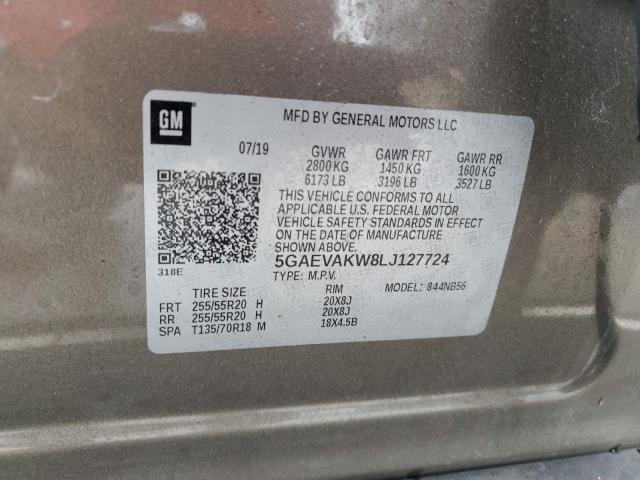 GM
MFD BY GENERAL MOTORS LLC
07/19 GVWR GAWR FRT GAWR RR
2800 KG 1450 KG 1600 KG
6173 LB 3196 LB 3527 LB
THIS VEHICLE CONFORMS TO ALL
APPLICABLE U.S. FEDERAL MOTOR
VEHICLE SAFETY STANDARDS IN EFFECT
ON THE DATE OF MANUFACTURE
SHOWN ABOVE.
318E
5GAEVAKW8LJ127724
TYPE: M.P.V. MODEL: 844NB56
TIRE SIZE RIM
FRT 255/55R20 H 20X8J
RR 255/55R20 H 20X8J
SPA T135/70R18 M 18X4.5B